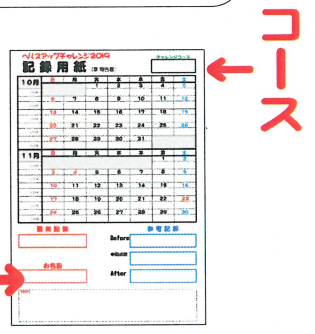 コース
ヘルスアップチャレンジ2019
チャレンジコース
記録用紙
10月 日 月 火 水 木 金 土
1 2 3 4 5
6 7 8 9 10 11 12
13 14 15 16 17 18 19
20 21 22 23 24 25 26
27 28 29 30 31
11月 日 月 火 水 木 金 土
1 2
3 4 5 6 7 8 9
10 11 12 13 14 15 16
17 18 19 20 21 22 23
24 25 26 27 28 29 30
参考記録
Before
お名前
After